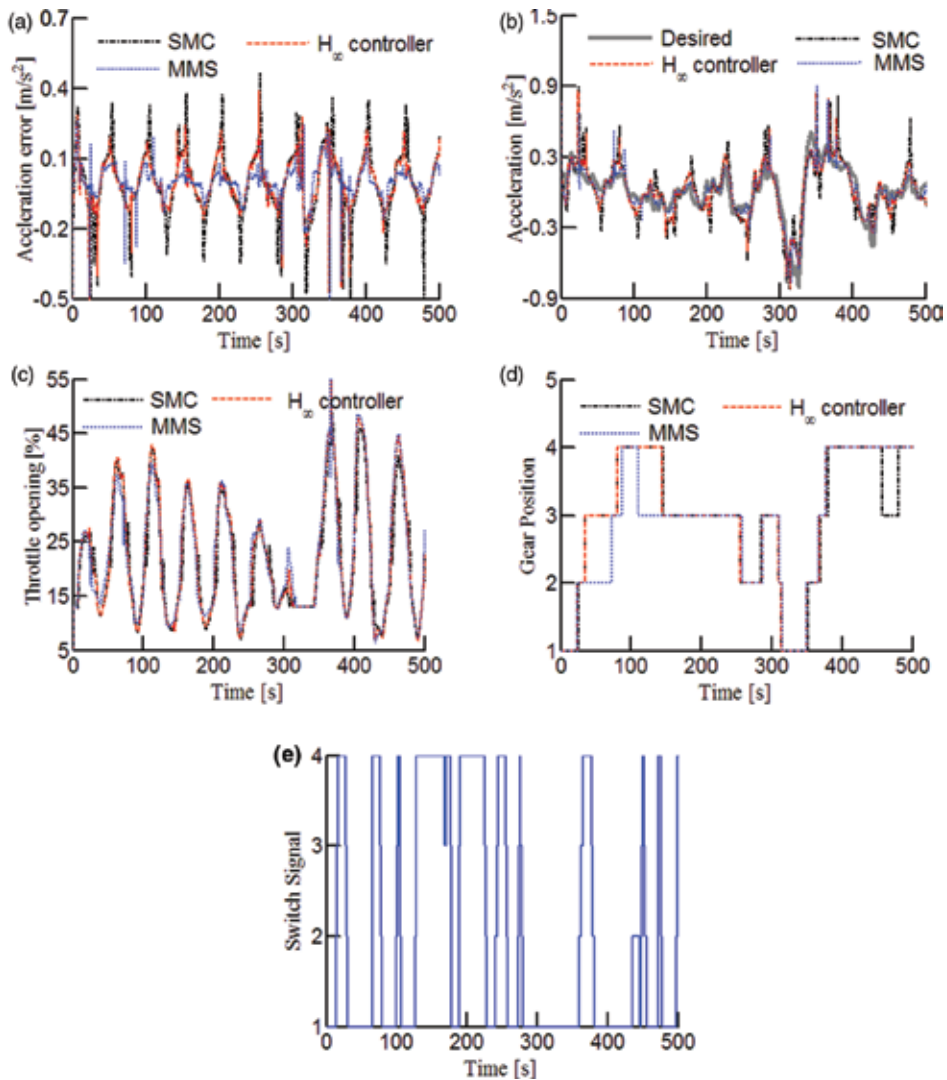 (a)
0.7
0.4
0.1
-0.2
-0.5
Acceleration error [m/s²]
SMC
H∞ controller
MMS
0 100 200 300 400 500
Time [s]
(b)
1.5
0.9
0.3
-0.3
-0.9
Acceleration [m/s²]
Desired
SMC
H∞ controller
MMS
0 100 200 300 400 500
Time [s]
(c)
55
45
35
25
15
5
Throttle opening [%]
SMC
H∞ controller
MMS
0 100 200 300 400 500
Time [s]
(d)
5
4
3
2
1
Gear Position
SMC
H∞ controller
MMS
0 100 200 300 400 500
Time [s]
(e)
4
3
2
1
Switch Signal
0 100 200 300 400 500
Time [s]